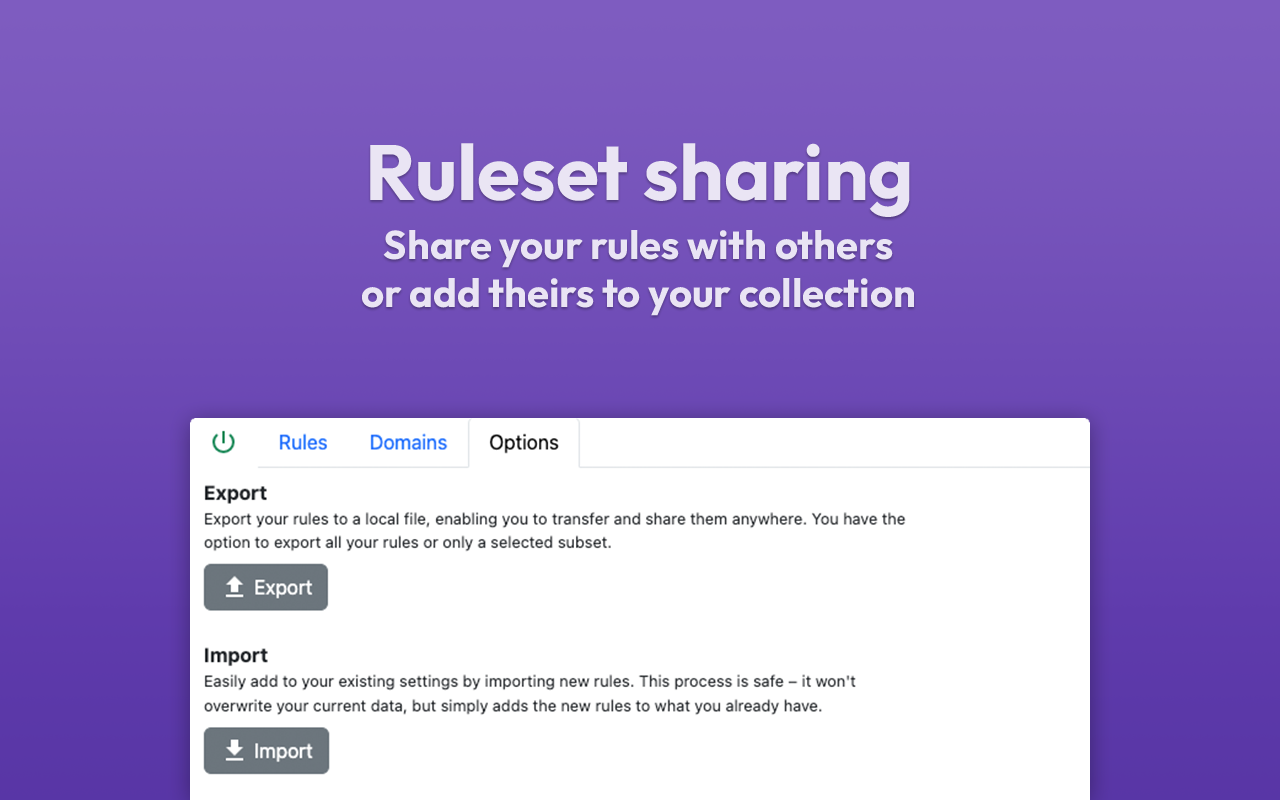 Ruleset sharing
Share your rules with others
or add theirs to your collection
Rules Domains Options
Export
Export your rules to a local file, enabling you to transfer and share them anywhere. You have the
option to export all your rules or only a selected subset.
Export
Import
Easily add to your existing settings by importing new rules. This process is safe – it won't
overwrite your current data, but simply adds the new rules to what you already have.
Import